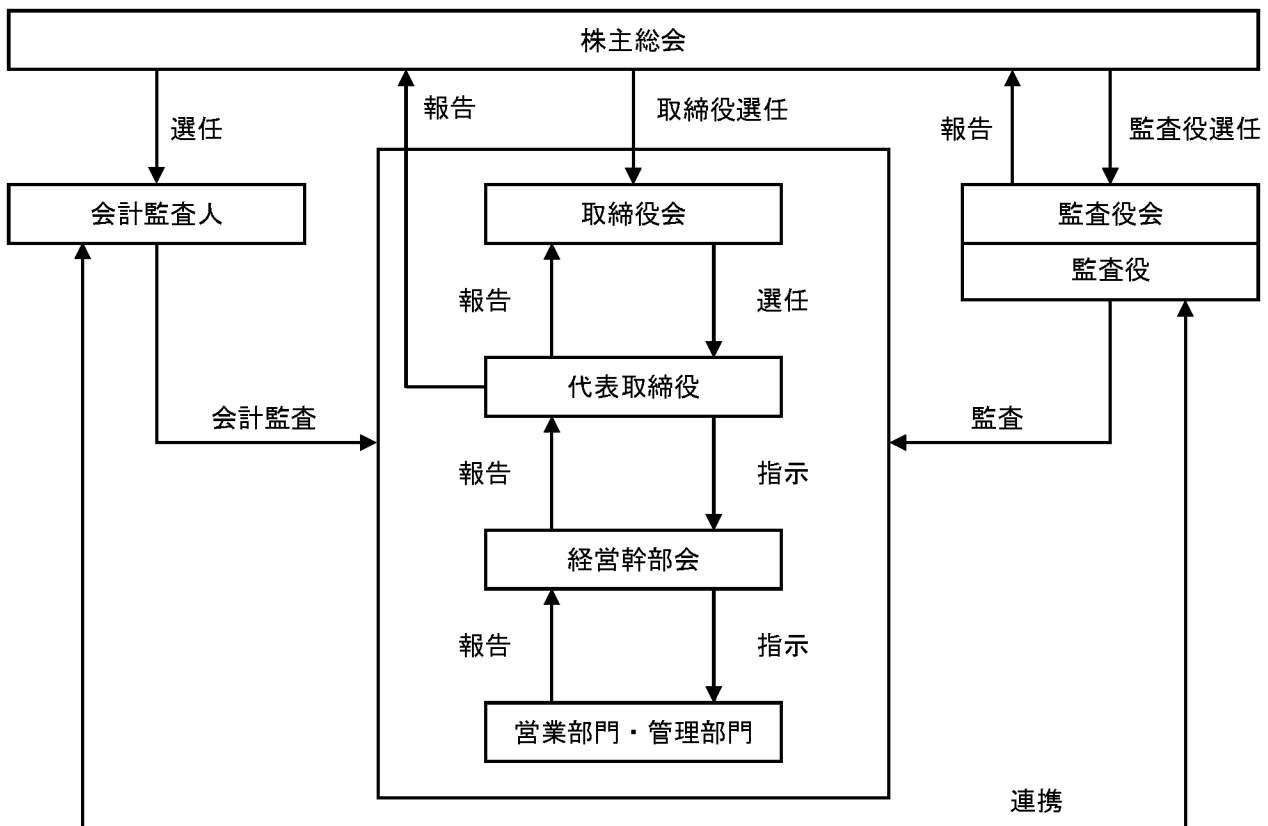 株主総会
選任
報告
取締役選任
報告
監査役選任
会計監査人
取締役会
監査役会
監査役
報告
選任
代表取締役
会計監査
監査
報告
指示
経営幹部会
報告
指示
営業部門・管理部門
連携